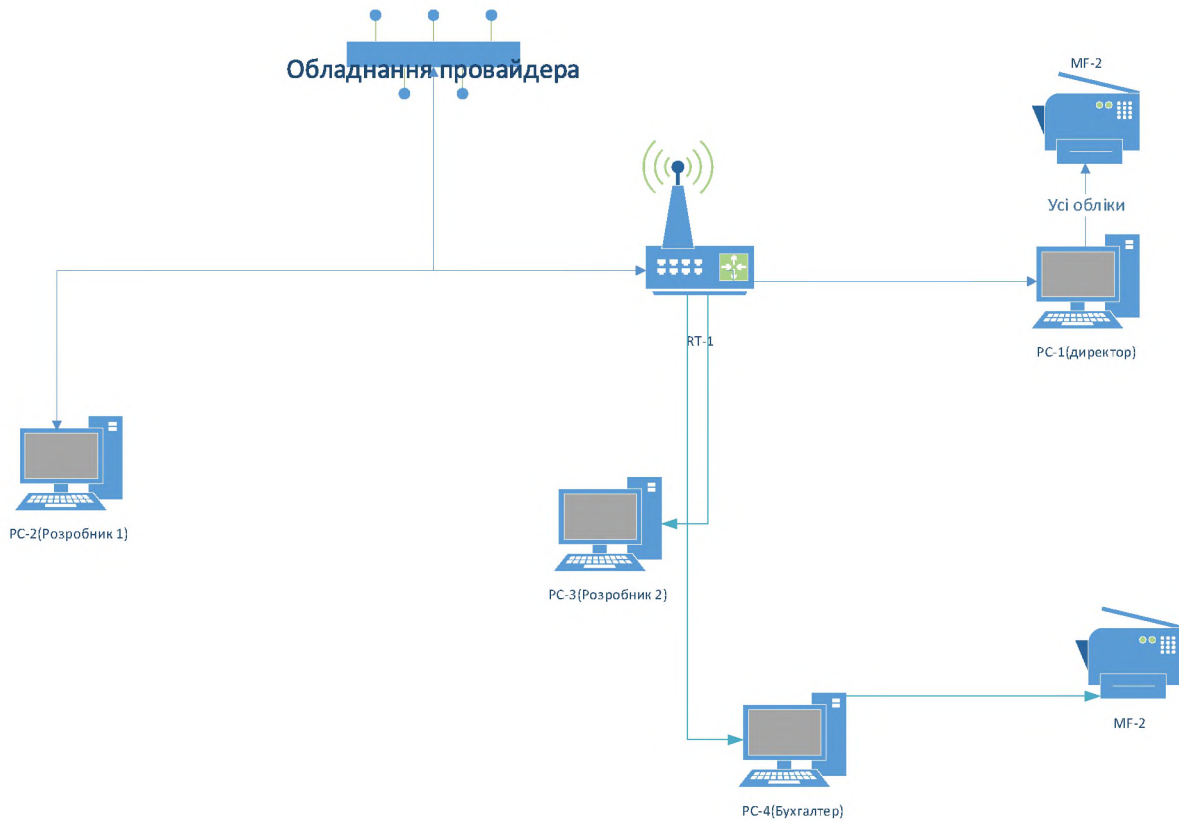 Обладнання провайдера
MF-2
Усі обліки
PC-1(директор)
RT-1
PC-2(Розробник 1)
PC-3(Розробник 2)
MF-2
PC-4(Бухгалтер)